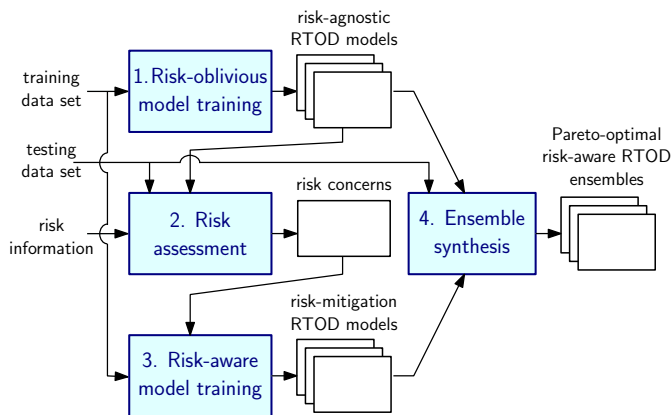 risk-agnostic
RTOD models
training
data set
1.Risk-oblivious
model training
testing
data set
Pareto-optimal
risk-aware RTOD
ensembles
risk concerns
risk
information
2. Risk
assessment
4. Ensemble
synthesis
risk-mitigation
RTOD models
3. Risk-aware
model training